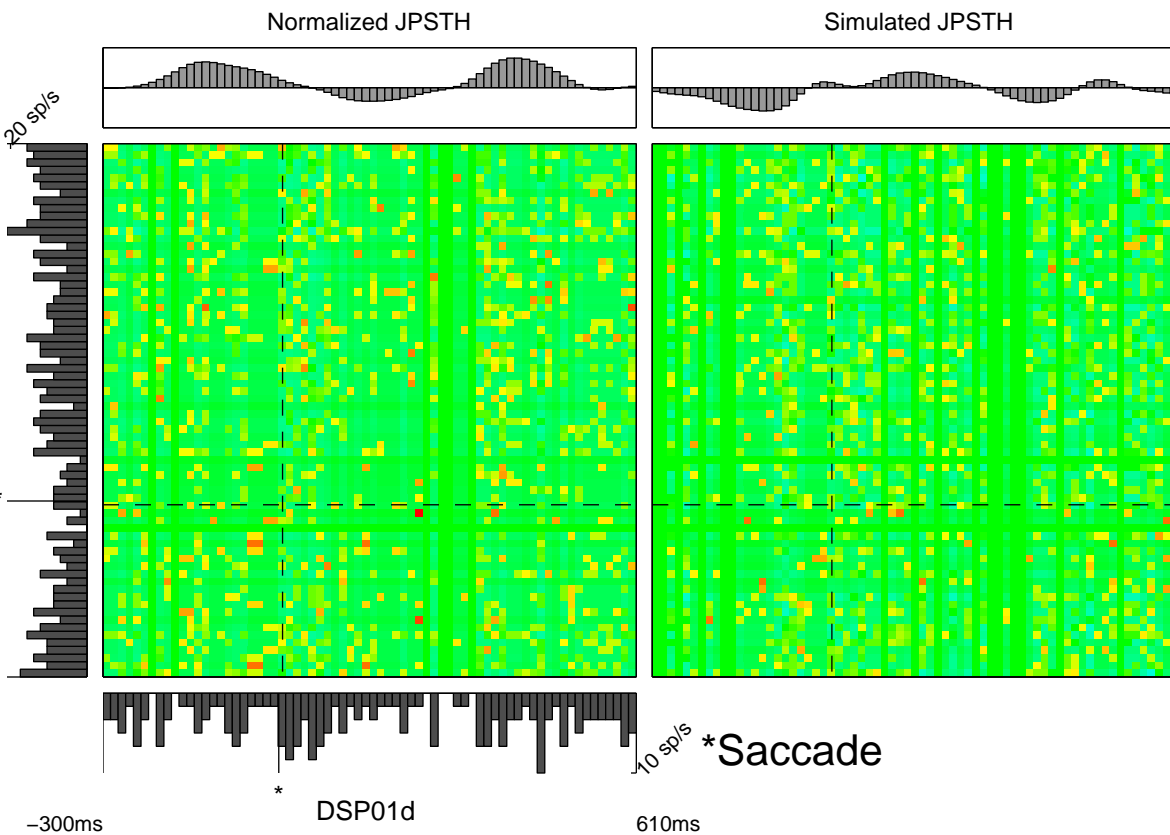 Normalized JPSTH
Simulated JPSTH
20 sp/s
*
10 sp/s
*Saccade
*
DSP01d
−300ms
610ms